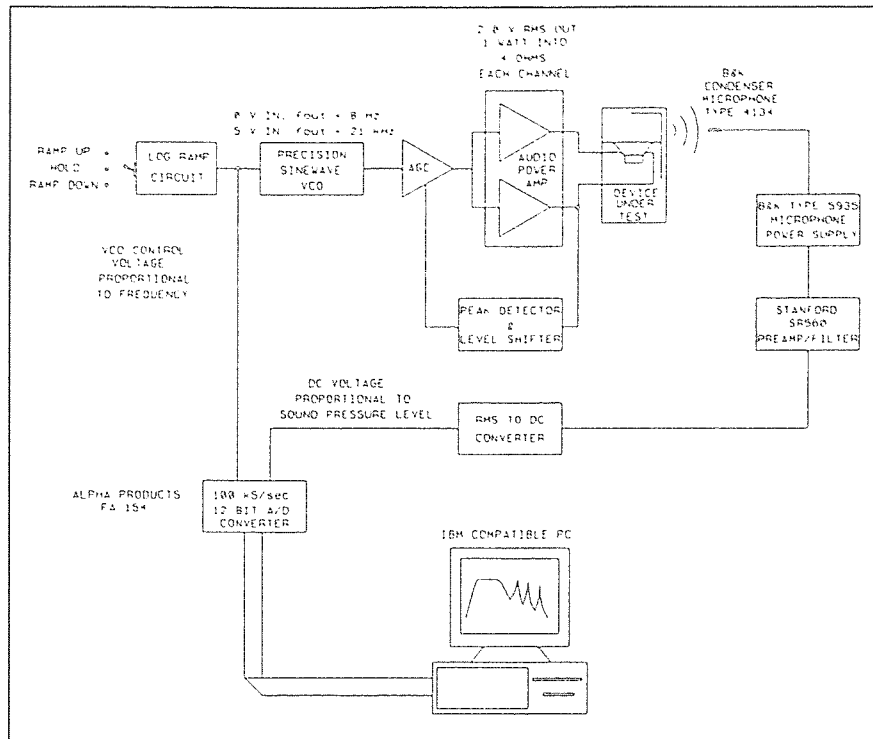 2.0 V RMS OUT
1 WATT INTO
4 OHMS
EACH CHANNEL
B&K
CONDENSER
MICROPHONE
TYPE 4134
0 V IN, Fout = 8 Hz
5 V IN, Fout = 21 kHz
RAMP UP
HOLD
RAMP DOWN
LOG RAMP
CIRCUIT
PRECISION
SINEWAVE
VCO
AGC
AUDIO
POWER
AMP
DEVICE
UNDER
TEST
B&K TYPE 5935
MICROPHONE
POWER SUPPLY
VCO CONTROL
VOLTAGE
PROPORTIONAL
TO FREQUENCY
PEAK DETECTOR
&
LEVEL SHIFTER
STANFORD
SR560
PREAMP/FILTER
DC VOLTAGE
PROPORTIONAL TO
SOUND PRESSURE LEVEL
RMS TO DC
CONVERTER
ALPHA PRODUCTS
FA 154
100 kS/sec
12 BIT A/D
CONVERTER
IBM COMPATIBLE PC